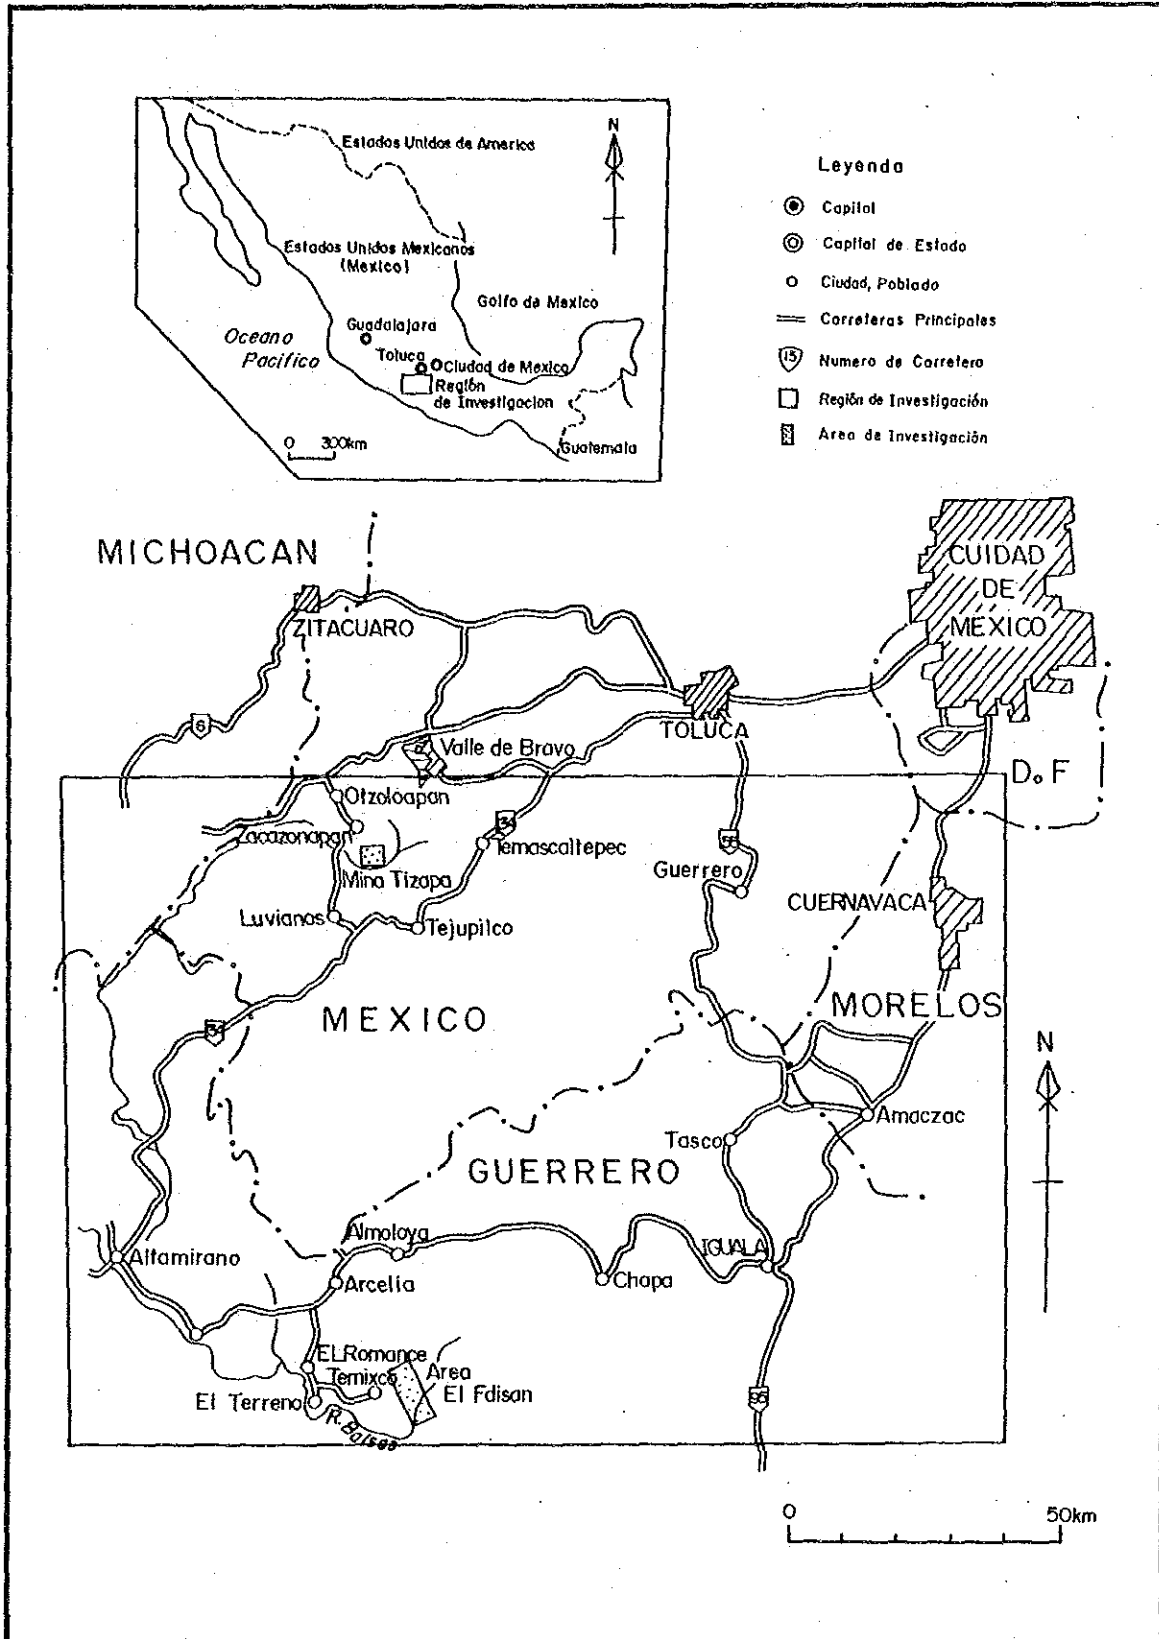 Estados Unidos de America
N
Estados Unidos Mexicanos
(Mexico)
Golfo de Mexico
Guadalajara
Oceano
Pacifico
Toluca
Ciudad de Mexico
Región
de Investigacion
0 300km
Guatemala
Leyenda
Capital
Capital de Estado
Ciudad, Poblado
Carreteras Principales
15
Numero de Carretera
Región de Investigación
Area de Investigación
MICHOACAN
CUIDAD
DE
MEXICO
ZITACUARO
6
TOLUCA
Valle de Bravo
D.F
Otzoloapan
Zacazonapan
34
Temascaltepec
55
Guerrero
Mina Tizapa
CUERNAVACA
Luvianos
Tejupilco
MEXICO
MORELOS
N
Amaczac
Tasco
GUERRERO
Almoloya
IGUALA
Altamirano
Arcelia
Chapa
EL Romance
Temixco
Area
El Fdisan
El Terreno
R. Balsas
95
0 50km